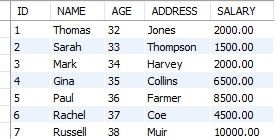 ID NAME AGE ADDRESS SALARY
1 Thomas 32 Jones 2000.00
2 Sarah 33 Thompson 1500.00
3 Mark 34 Harvey 2000.00
4 Gina 35 Collins 6500.00
5 Paul 36 Farmer 8500.00
6 Rachel 37 Coe 4500.00
7 Russell 38 Muir 10000.00